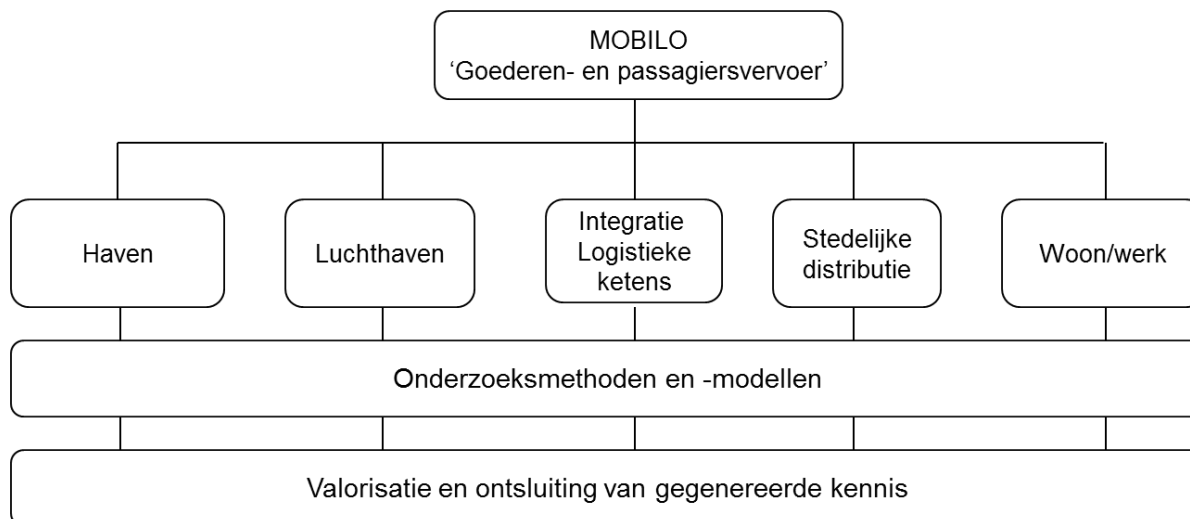 MOBILO
‘Goederen- en passagiersvervoer’
Haven
Luchthaven
Integratie
Logistieke
ketens
Stedelijke
distributie
Woon/werk
Onderzoeksmethoden en -modellen
Valorisatie en ontsluiting van gegenereerde kennis